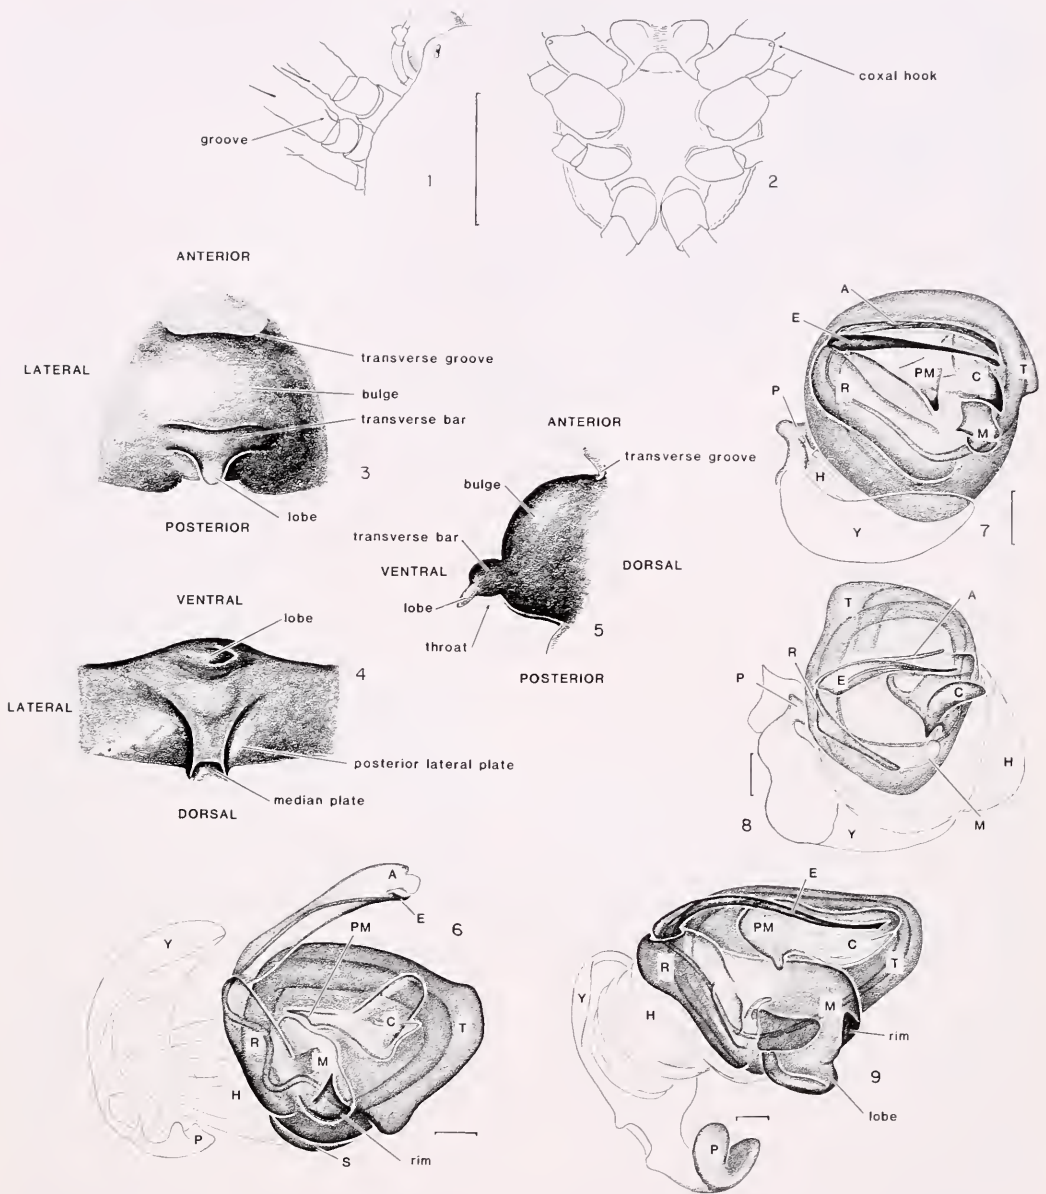 groove
1
coxal hook
2
ANTERIOR
LATERAL
transverse groove
bulge
transverse bar
3
lobe
POSTERIOR
VENTRAL
lobe
4
LATERAL
posterior lateral plate
median plate
DORSAL
ANTERIOR
transverse groove
bulge
transverse bar
VENTRAL
DORSAL
lobe
5
throat
POSTERIOR
A
E
PM
C
T
P
R
M
H
7
Y
T
A
R
P
E
C
H
8
Y
M
A
E
Y
6
PM
C
T
R
M
H
P
S
rim
E
PM
C
T
R
Y
H
M
rim
9
lobe
P